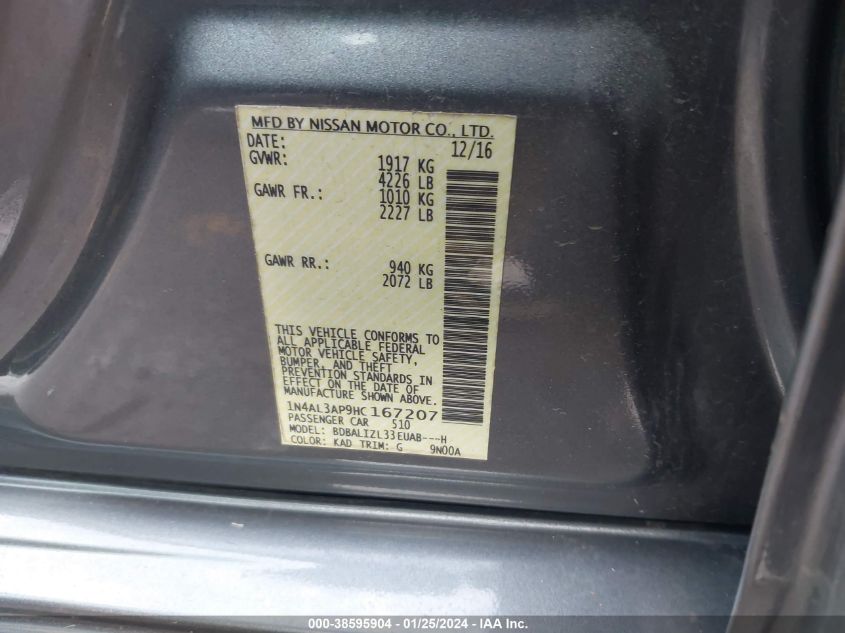 MFD BY NISSAN MOTOR CO., LTD.
DATE: 12/16
GVWR: 1917 KG
4226 LB
GAWR FR.: 1010 KG
2227 LB
GAWR RR.: 940 KG
2072 LB
THIS VEHICLE CONFORMS TO
ALL APPLICABLE FEDERAL
MOTOR VEHICLE SAFETY,
BUMPER, AND THEFT
PREVENTION STANDARDS IN
EFFECT ON THE DATE OF
MANUFACTURE SHOWN ABOVE.
1N4AL3AP9HC167207
PASSENGER CAR 510
MODEL: BDBALIZL33EUAB---H
COLOR: KAD TRIM: G 9N00A
000-38595904 - 01/25/2024 - IAA, Inc.